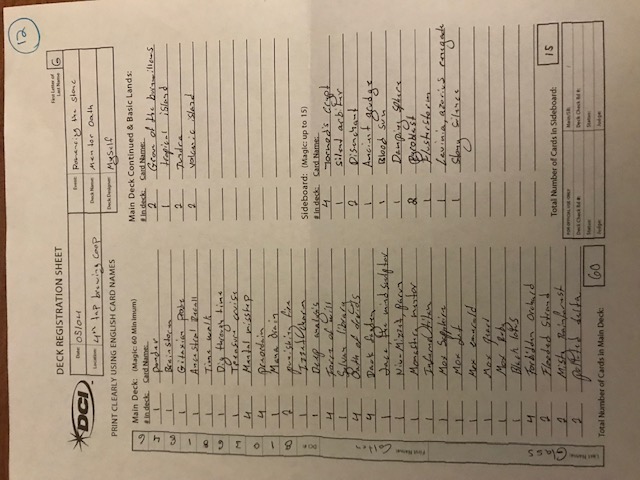 12
DECK REGISTRATION SHEET
First Letter of Last Name G
DCI
Date: 05/04
Event: Romancing the Stone
Location: 4th tap brewing coop
Deck Name: Mentor Oath
Deck Designer: Myself
PRINT CLEARLY USING ENGLISH CARD NAMES
Main Deck: (Magic: 60 Minimum)
# in deck: Card Name:
1 Ponder
1 Brainstorm
1 Gitaxian Probe
1 Ancestral Recall
1 Time walk
1 Dig through time
1 Treasure cruise
4 Mental misstep
4 preordain
1 Mana Drain
2 punishing fire
1 Izzet charm
1 Deep analysis
4 Force of will
1 Sylvan library
4 Oath of druids
4 Dack fayden
1 Jace, the mind sculptor
1 Niv-Mizzet, parun
1 Monastery mentor
1 Inferno titan
1 Mox Sapphire
1 Mox Jet
1 Mox emerald
1 Mox pearl
1 Mox Ruby
1 Black lotus
4 Forbidden Orchard
2 Flooded Strand
2 Misty Rainforest
2 polluted delta
Total Number of Cards in Main Deck: 60
Main Deck Continued & Basic Lands:
# in deck: Card Name:
2 Grove of the burnwillows
1 tropical island
2 Tundra
2 volcanic island
Sideboard: (Magic: up to 15)
# in deck: Card Name:
4 Tormod's crypt
1 Silent arbiter
2 Disenchant
1 Ancient grudge
1 Blood Sun
1 Damping Sphere
2 Pyroblast
1 Flusterstorm
1 Lavinia, azorius renegade
1 Stony Silence
Total Number of Cards in Sideboard: 15
FOR OFFICIAL USE ONLY
Main/SB:
Deck Check Rd #:
Deck Check Rd #:
Status:
Status:
Judge:
Judge:
Last Name: Glass
First Name: Colton
DCI #: 8103681846